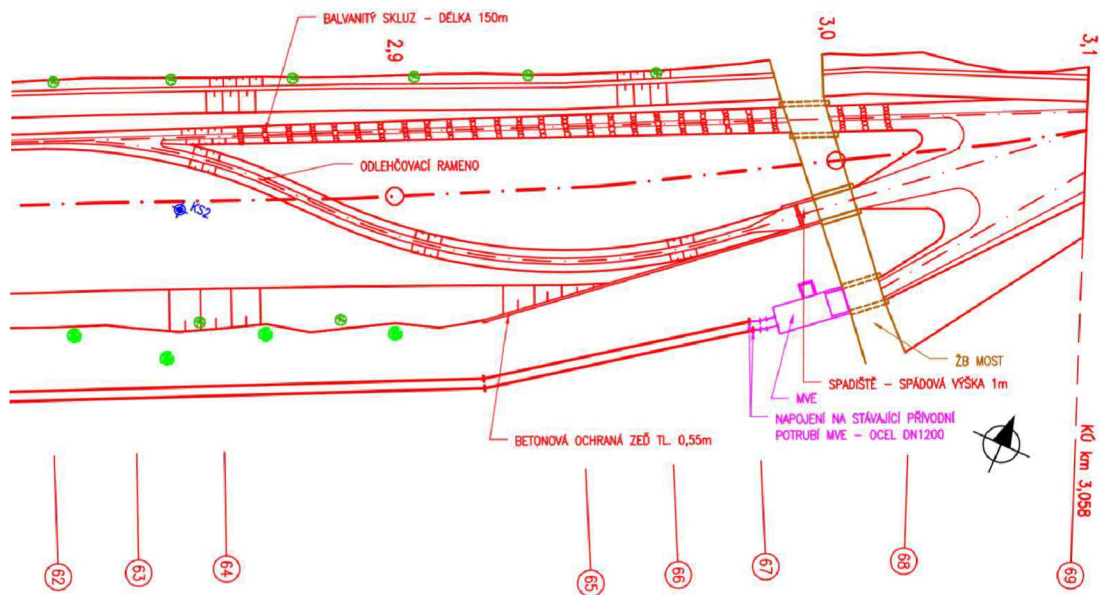 BALVANITÝ SKLUZ – DÉLKA 150m
2,9
3,0
3,1
ODLEHČOVACÍ RAMENO
KS2
ŽB MOST
SPADIŠTĚ – SPÁDOVÁ VÝŠKA 1m
MVE
NAPOJENÍ NA STÁVAJÍCÍ PŘÍVODNÍ
POTRUBÍ MVE – OCEL DN1200
BETONOVÁ OCHRANÁ ZEĎ TL. 0,55m
KÚ km 3,058
62
63
64
65
66
67
68
69